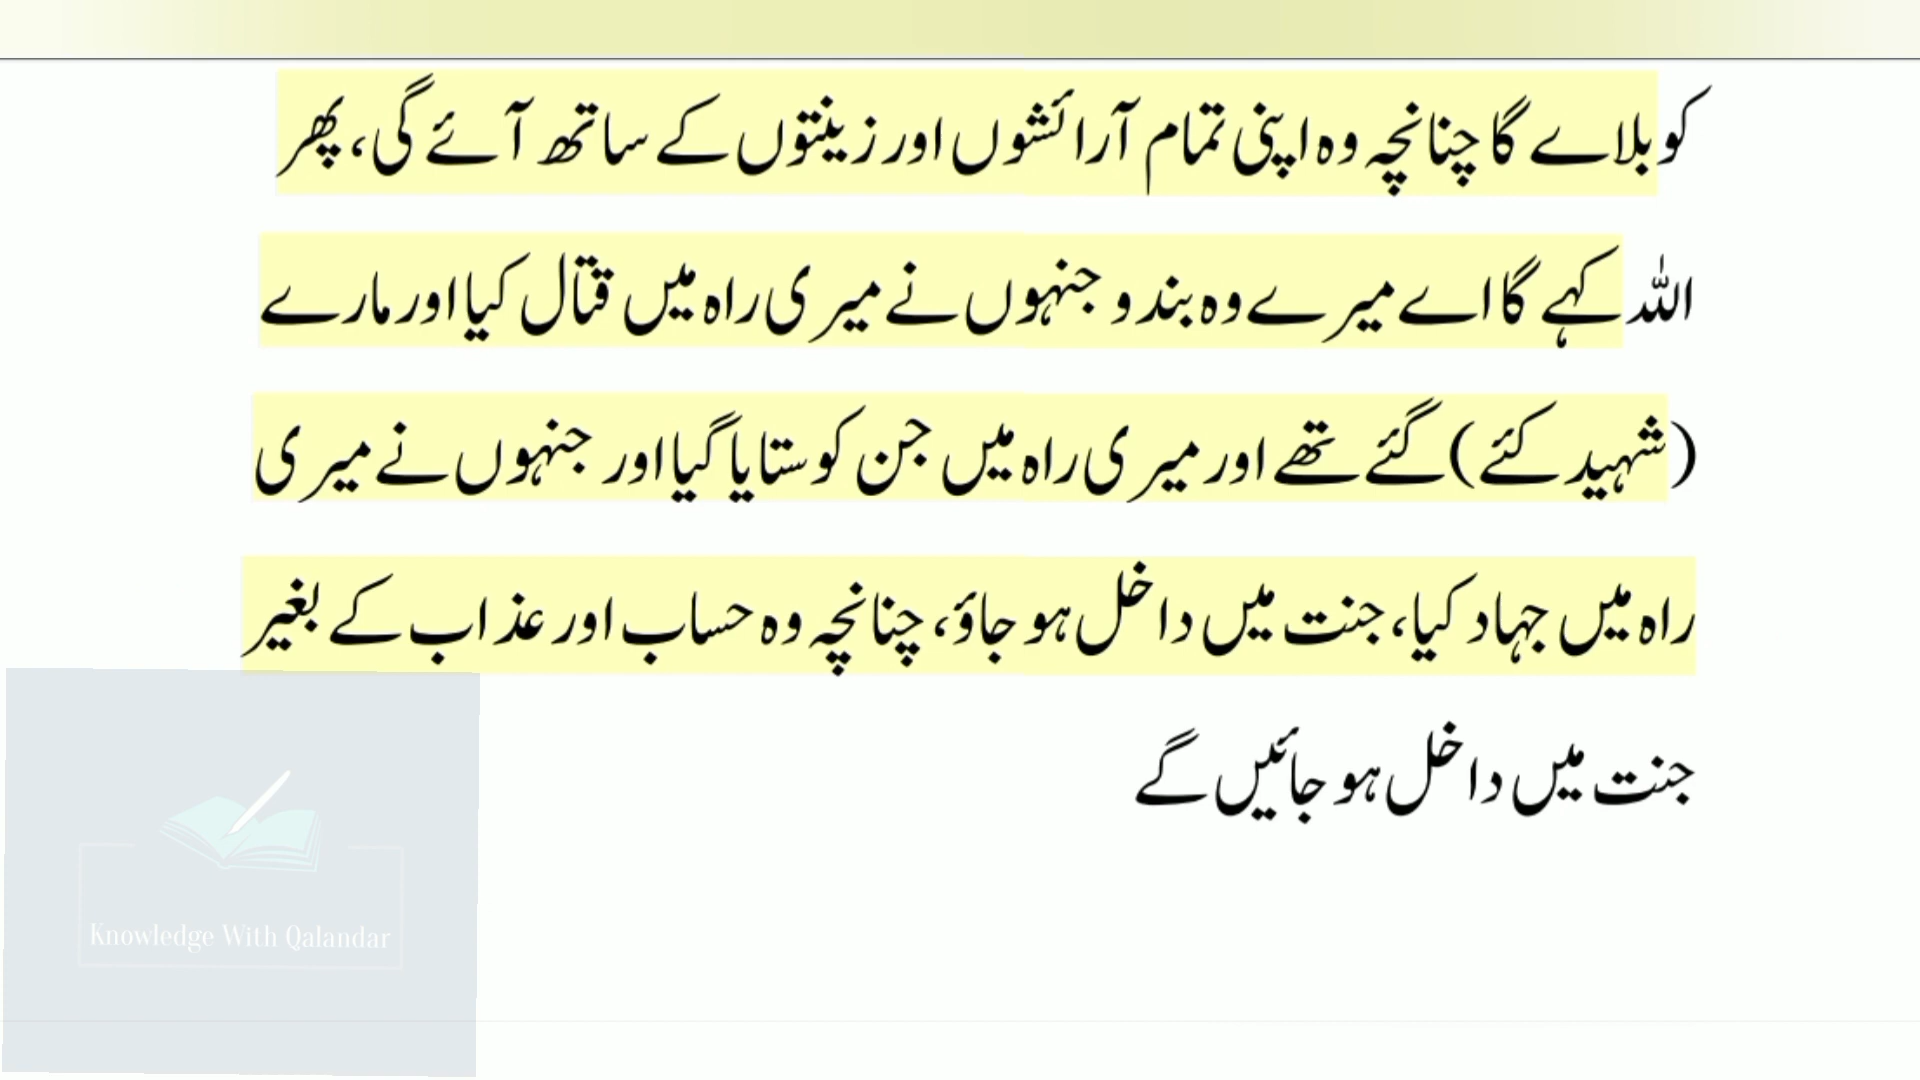 کو بلاے گا چنانچہ وہ اپنی تمام آرائشوں اور زینتوں کے ساتھ آئے گی، پھر
اللہ کہے گا اے میرے وہ بندو جنہوں نے میری راہ میں قتال کیا اور مارے
(شہید کئے) گئے تھے اور میری راہ میں جن کو ستایا گیا اور جنہوں نے میری
راہ میں جہاد کیا، جنت میں داخل ہو جاؤ، چنانچہ وہ حساب اور عذاب کے بغیر
جنت میں داخل ہو جائیں گے
Knowledge With Qalandar